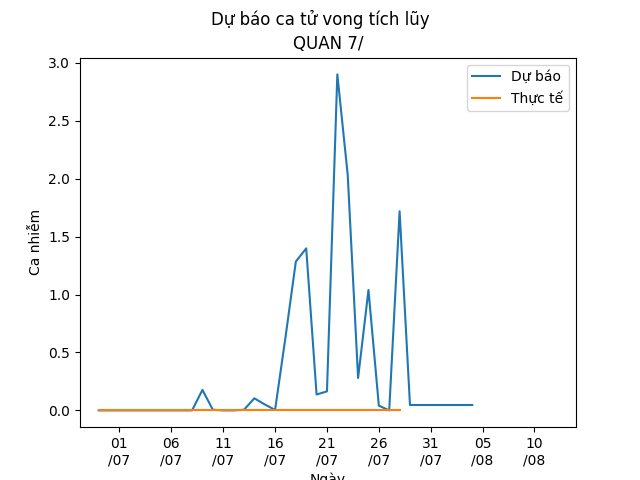 Dự báo ca tử vong tích lũy
QUAN 7/
Dự báo
Thực tế
Ca nhiễm
3.0
2.5
2.0
1.5
1.0
0.5
0.0
01 06 11 16 21 26 31 05 10
/07 /07 /07 /07 /07 /07 /07 /08 /08
Ngày